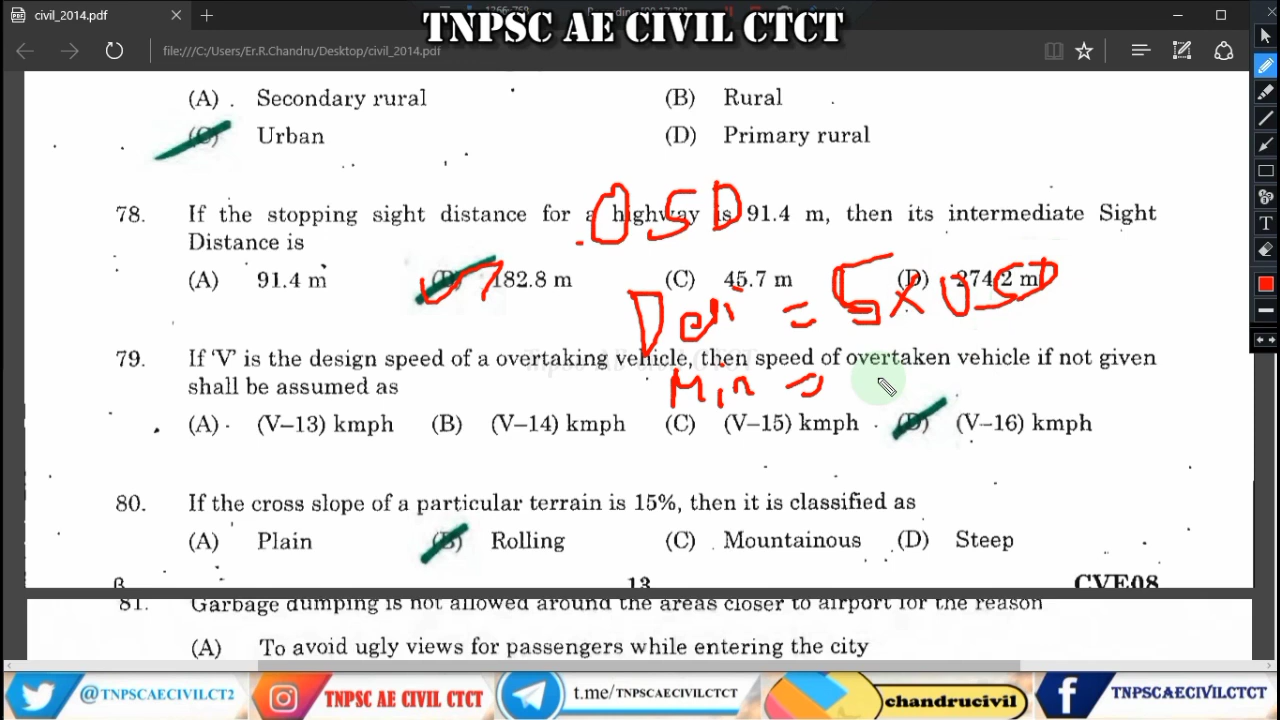 civil_2014.pdf
TNPSC AE CIVIL CTCT
file:///C:/Users/Er.R.Chandru/Desktop/civil_2014.pdf
(A) Secondary rural (B) Rural
(C) Urban (D) Primary rural
78. If the stopping sight distance for a highway is 91.4 m, then its intermediate Sight
Distance is
OSD
(A) 91.4 m (B) 182.8 m (C) 45.7 m (D) 274.2 m
= 5 × OSD
79. If 'V' is the design speed of a overtaking vehicle, then speed of overtaken vehicle if not given
shall be assumed as
Min =
(A) (V–13) kmph (B) (V–14) kmph (C) (V–15) kmph (D) (V–16) kmph
80. If the cross slope of a particular terrain is 15%, then it is classified as
(A) Plain (B) Rolling (C) Mountainous (D) Steep
13 CVE08
81. Garbage dumping is not allowed around the areas closer to airport for the reason
(A) To avoid ugly views for passengers while entering the city
@TNPSCAECIVILCT2 TNPSC AE CIVIL CTCT t.me/TNPSCAECIVILCTCT chandrucivil TNPSCAECIVILCTCT